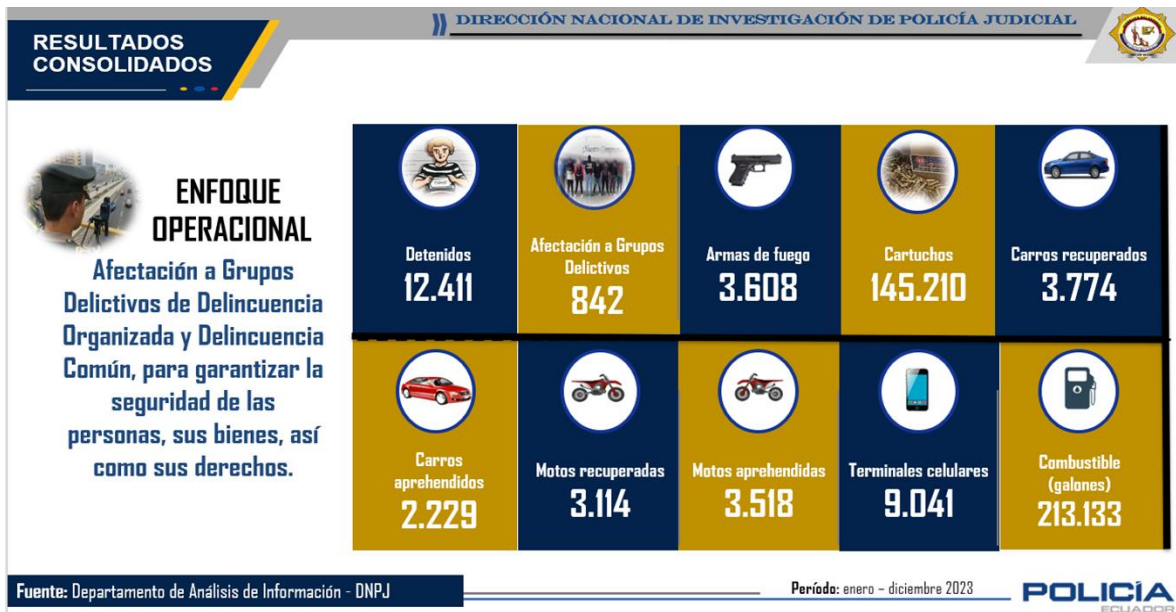 DIRECCIÓN NACIONAL DE INVESTIGACIÓN DE POLICÍA JUDICIAL
RESULTADOS
CONSOLIDADOS
ENFOQUE
OPERACIONAL
Afectación a Grupos
Delictivos de Delincuencia
Organizada y Delincuencia
Común, para garantizar la
seguridad de las
personas, sus bienes, así
como sus derechos.
Detenidos
12.411
Afectación a Grupos
Delictivos
842
Armas de fuego
3.608
Cartuchos
145.210
Carros recuperados
3.774
Carros
aprehendidos
2.229
Motos recuperadas
3.114
Motos aprehendidas
3.518
Terminales celulares
9.041
Combustible
(galones)
213.133
Fuente: Departamento de Análisis de Información - DNPJ
Período: enero – diciembre 2023
POLICÍA
ECUADOR